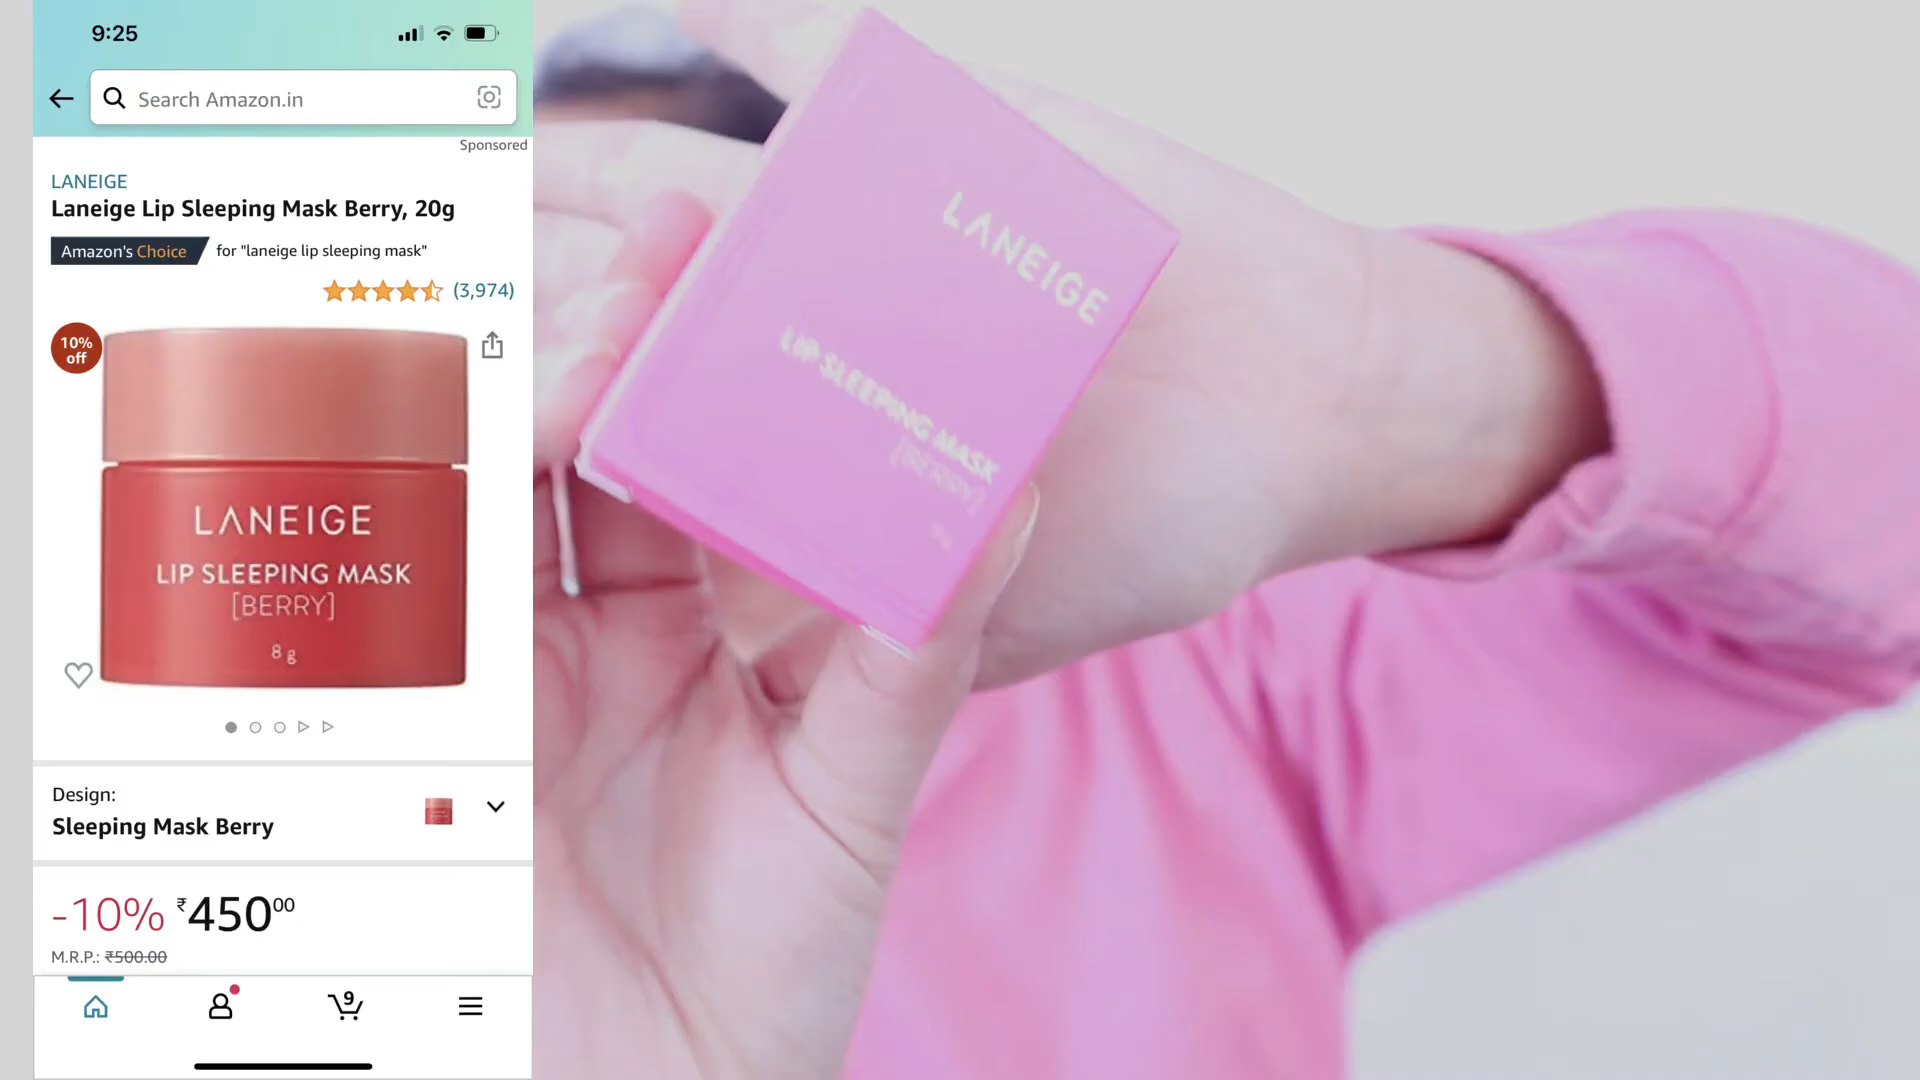 9:25
Search Amazon.in
Sponsored
LANEIGE
Laneige Lip Sleeping Mask Berry, 20g
Amazon's Choice for "laneige lip sleeping mask"
(3,974)
10%
off
LANEIGE
LIP SLEEPING MASK
[BERRY]
8 g
Design:
Sleeping Mask Berry
-10% ₹45000
M.R.P.: ₹500.00
9
LANEIGE
LIP SLEEPING MASK
[BERRY]